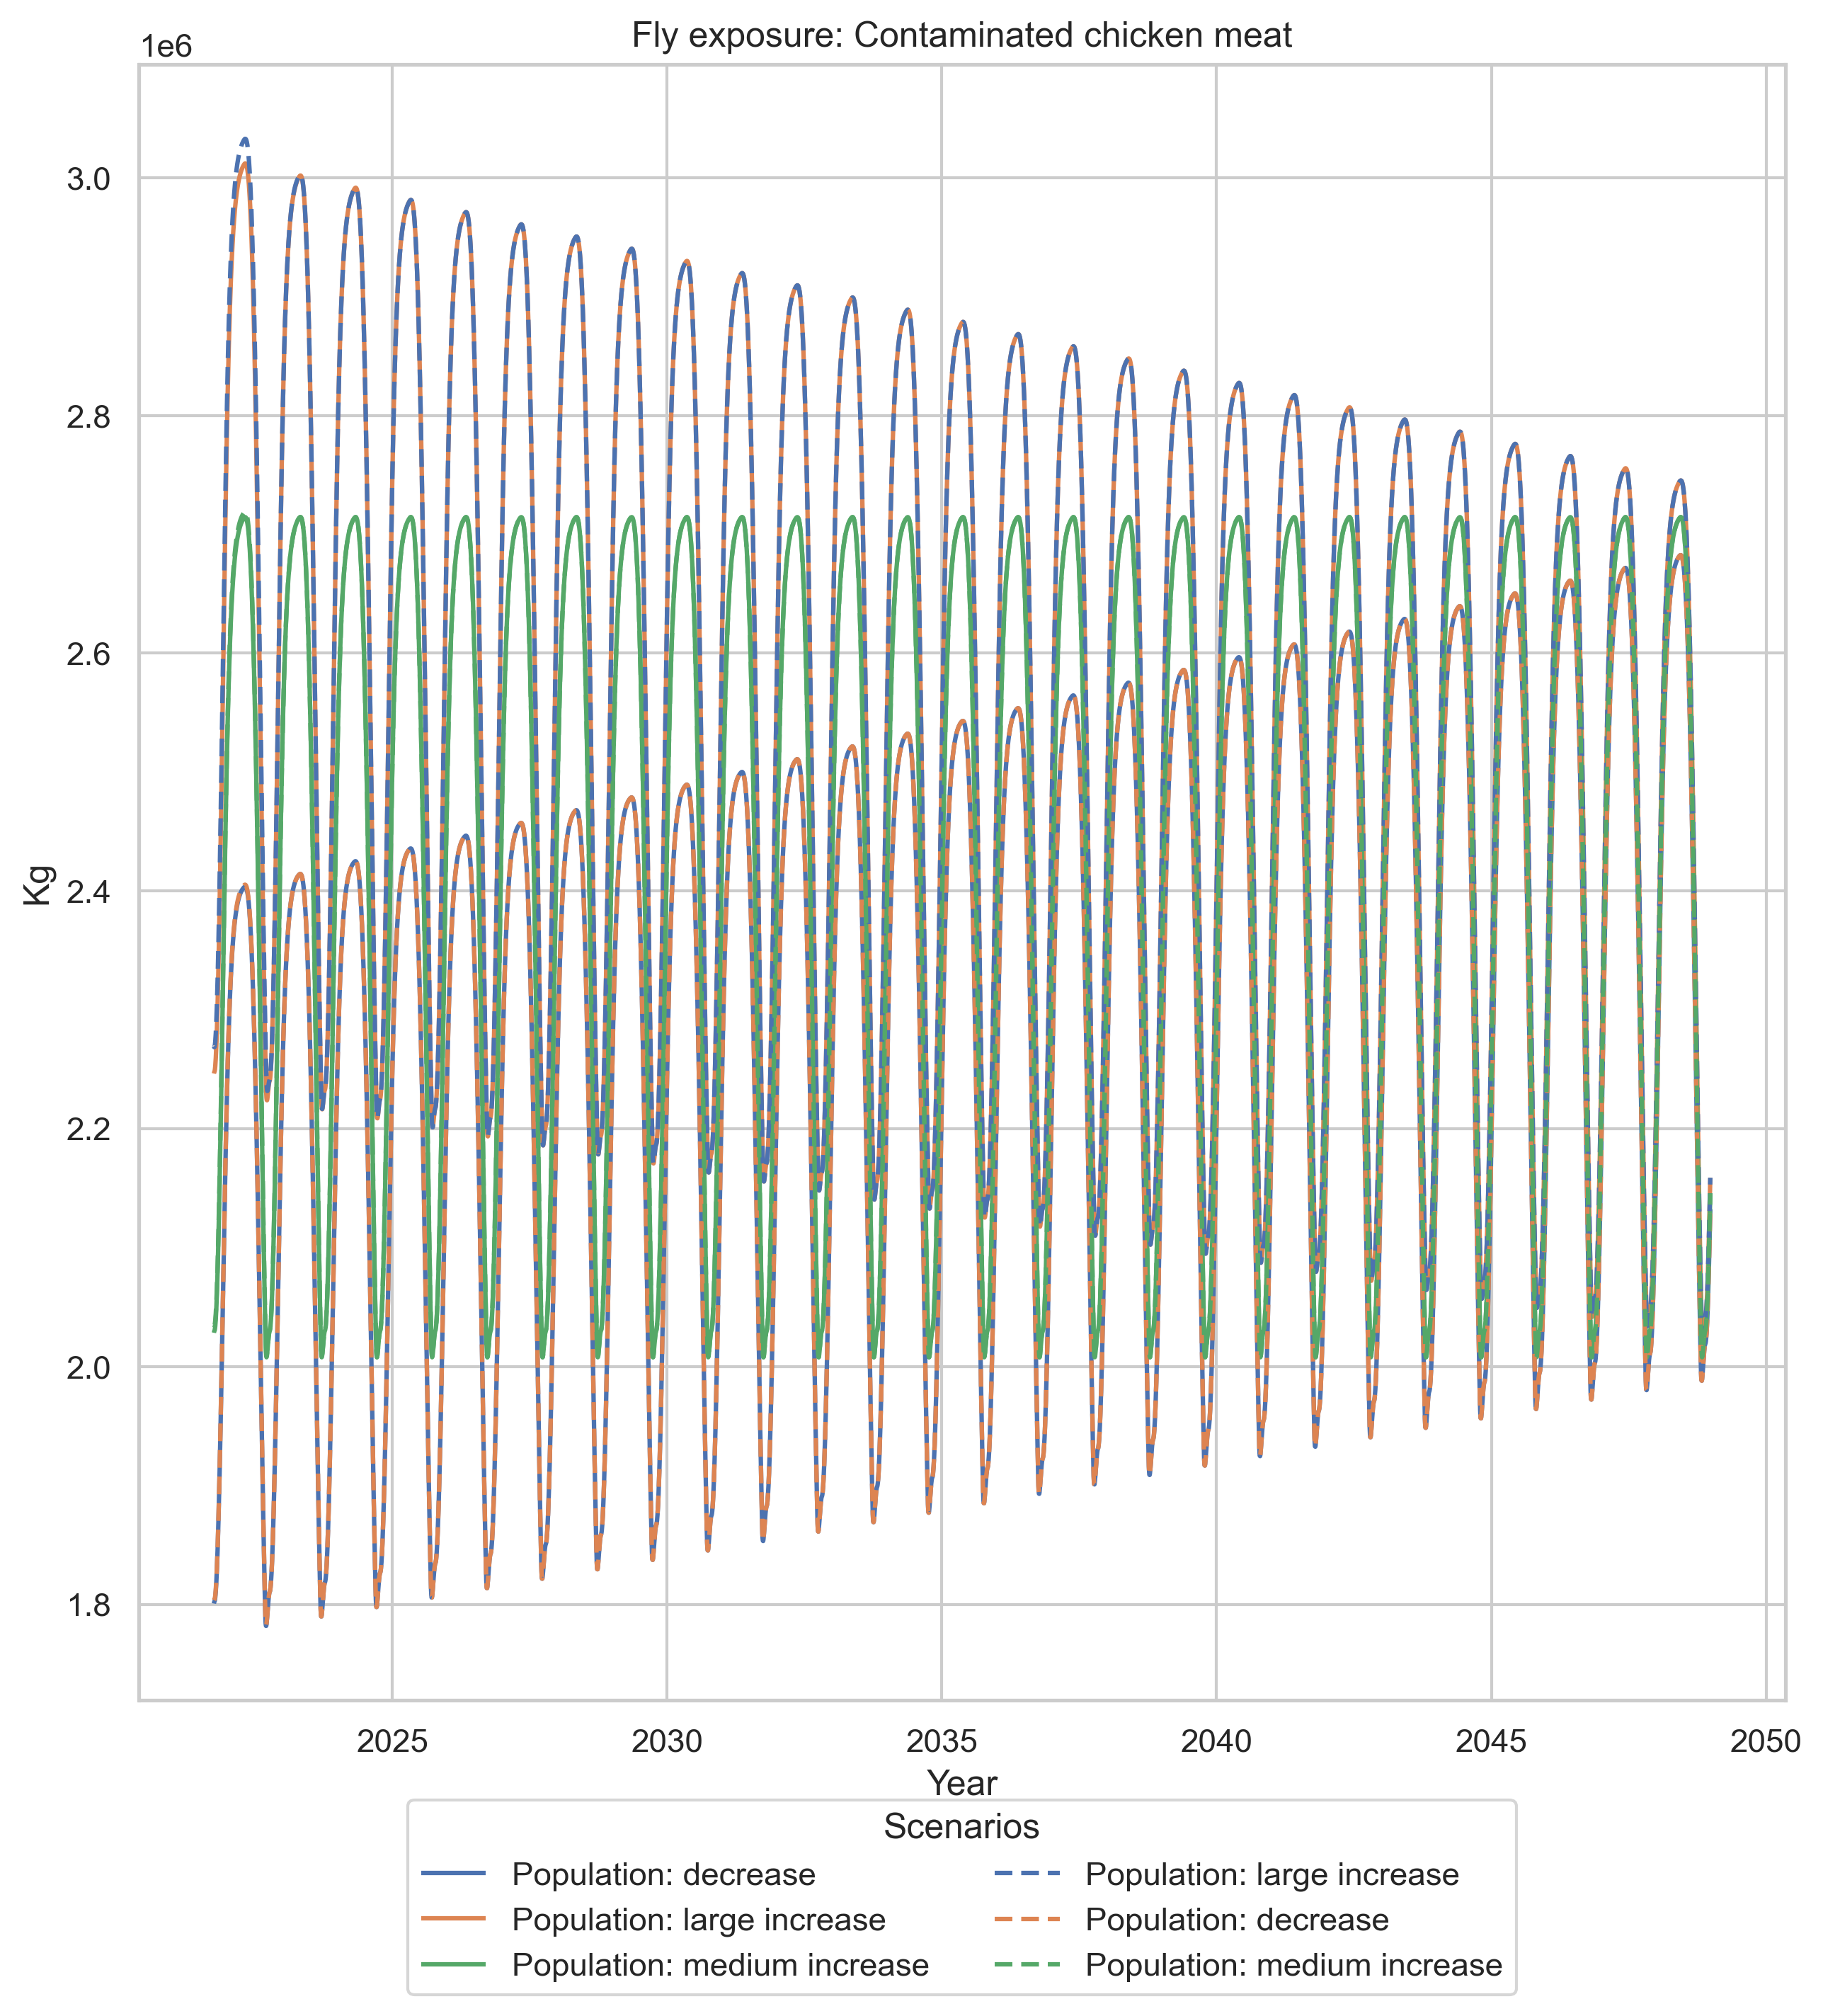 Fly exposure: Contaminated chicken meat
1e6
3.0
2.8
2.6
2.4
2.2
2.0
1.8
Kg
2025
2030
2035
2040
2045
2050
Year
Scenarios
Population: decrease
Population: large increase
Population: medium increase
Population: large increase
Population: decrease
Population: medium increase